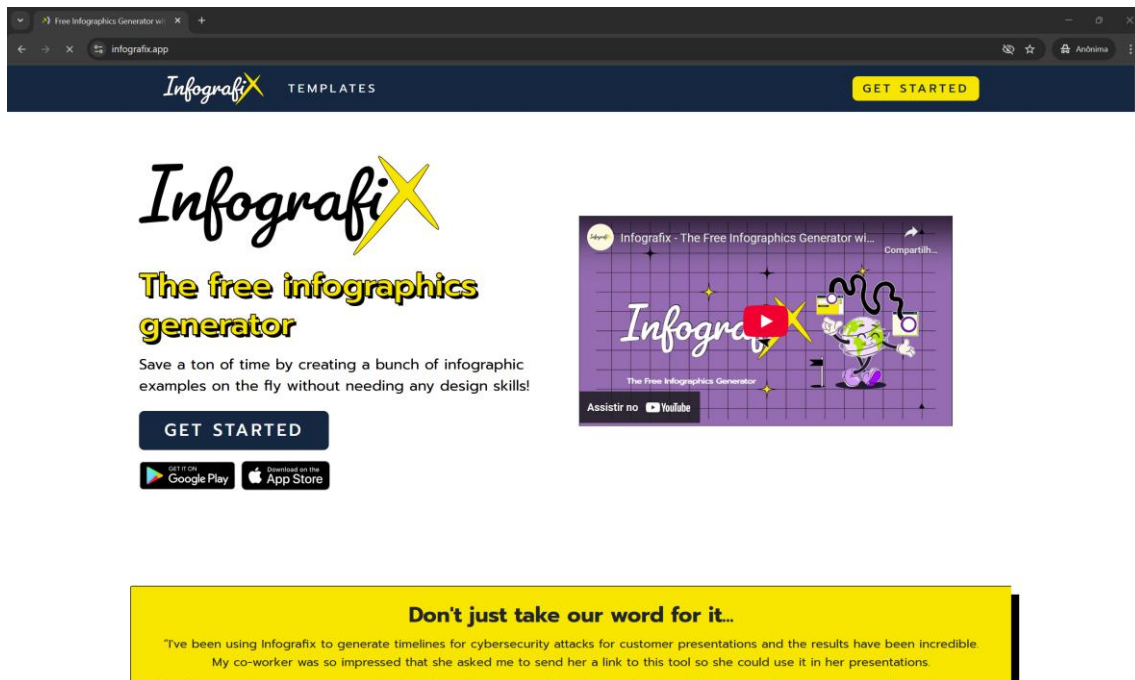 Free Infographics Generator wi
infografix.app
Anônima
Infografix
TEMPLATES
GET STARTED
Infografix
The free infographics
generator
Save a ton of time by creating a bunch of infographic
examples on the fly without needing any design skills!
GET STARTED
GET IT ON
Google Play
Download on the
App Store
Infografix - The Free Infographics Generator wi...
Compartilh...
Infografix
The Free Infographics Generator
Assistir no YouTube
Don't just take our word for it...
"I've been using Infografix to generate timelines for cybersecurity attacks for customer presentations and the results have been incredible.
My co-worker was so impressed that she asked me to send her a link to this tool so she could use it in her presentations.